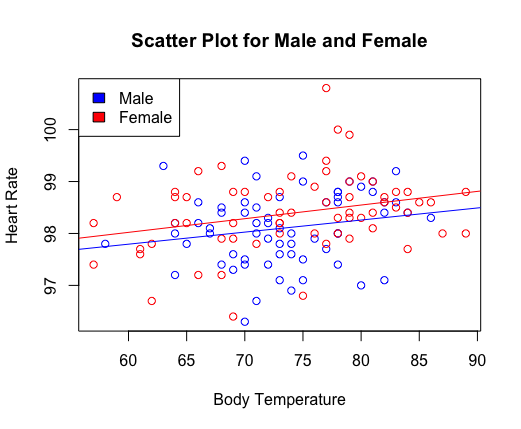 Scatter Plot for Male and Female
Male
Female
Heart Rate
100
99
98
97
60 65 70 75 80 85 90
Body Temperature